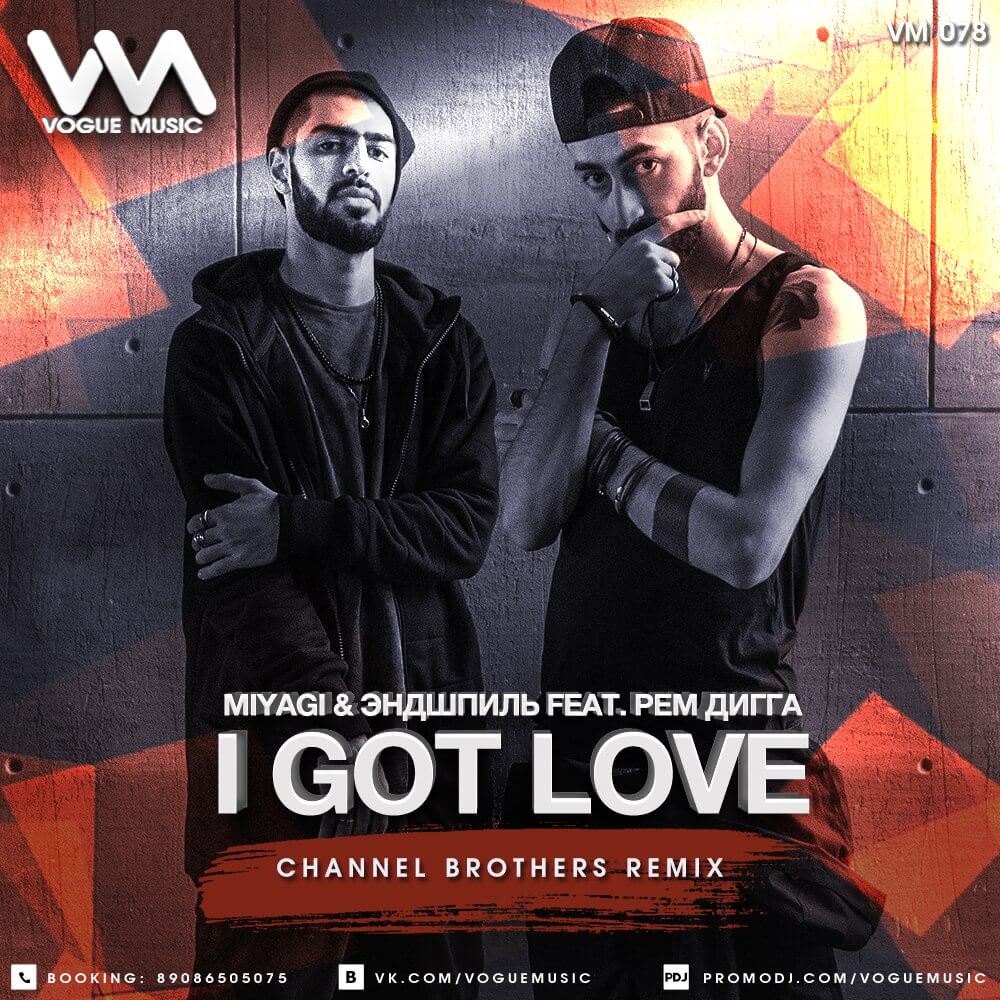 VM
VOGUE MUSIC
VM 078
MIYAGI & ЭНДШПИЛЬ FEAT. РЕМ ДИГГА
I GOT LOVE
CHANNEL BROTHERS REMIX
BOOKING: 89086505075
B VK.COM/VOGUEMUSIC
PDJ PROMODJ.COM/VOGUEMUSIC